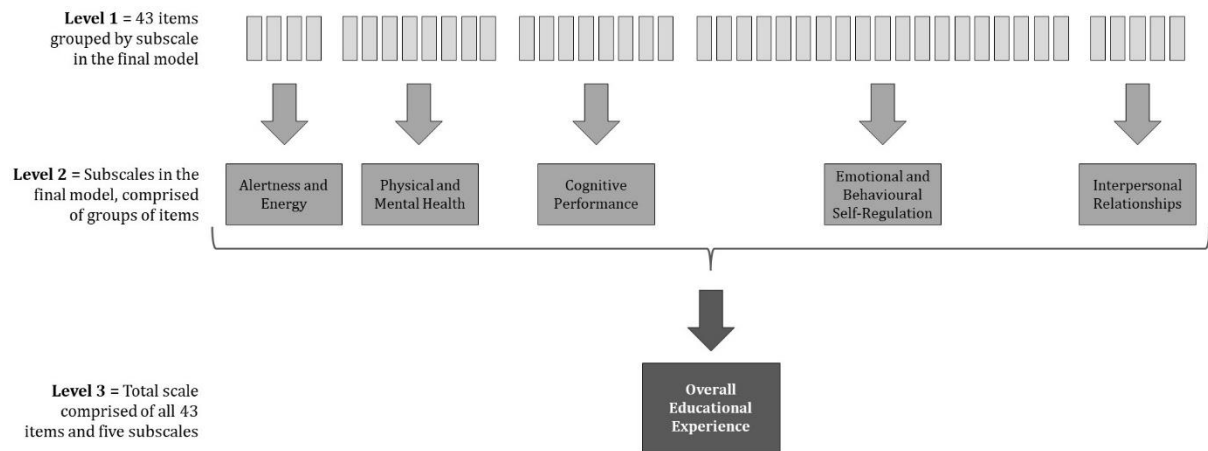 Level 1 = 43 items
grouped by subscale
in the final model
Level 2 = Subscales in the
final model, comprised
of groups of items
Alertness and
Energy
Physical and
Mental Health
Cognitive
Performance
Emotional and
Behavioural
Self-Regulation
Interpersonal
Relationships
Level 3 = Total scale
comprised of all 43
items and five subscales
Overall
Educational
Experience